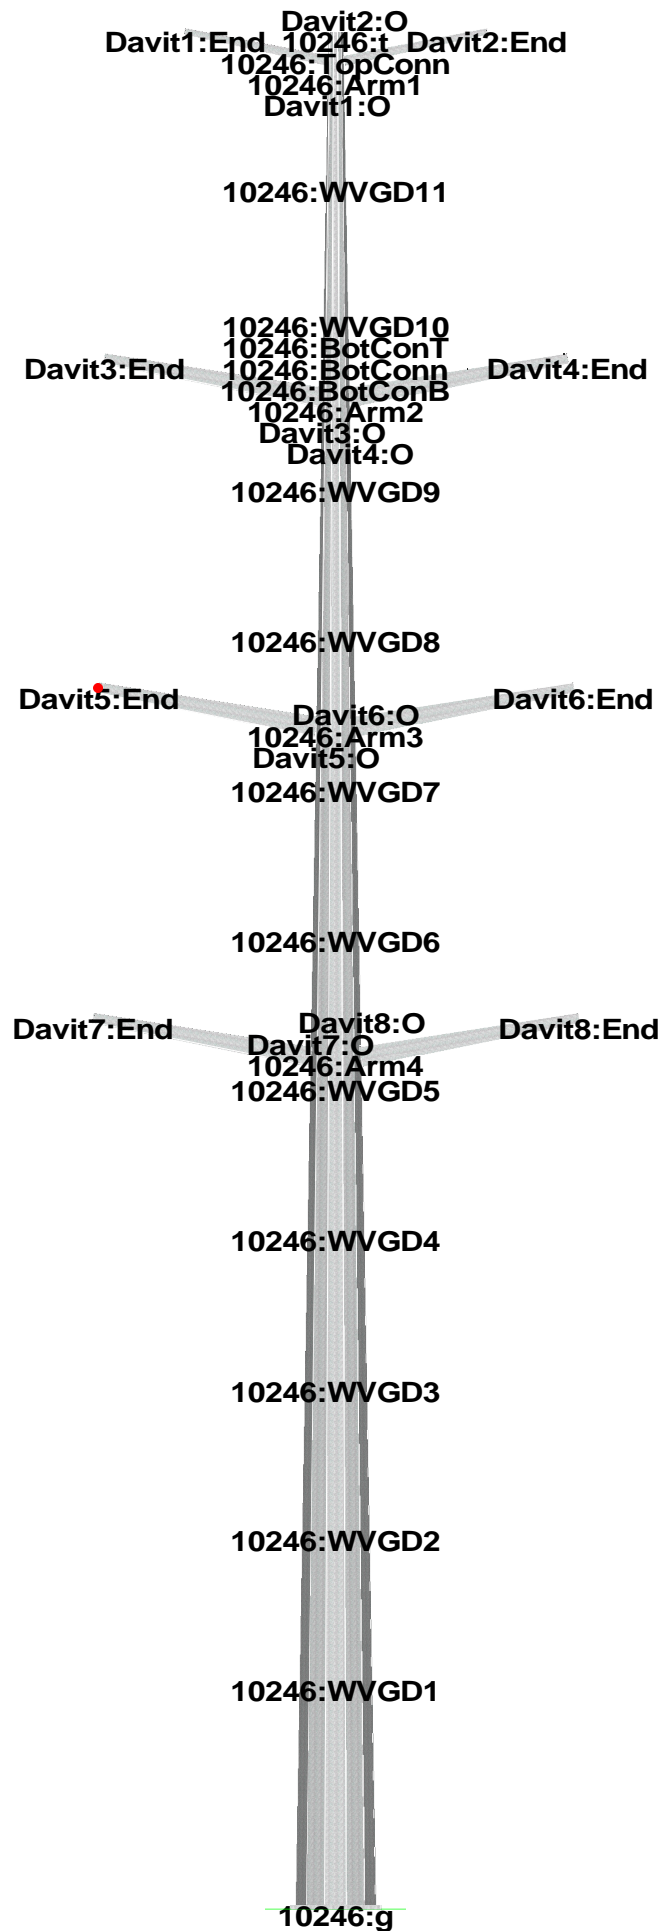 Davit2:O
Davit1:End 10246:t Davit2:End
10246:TopConn
10246:Arm1
Davit1:O
10246:WVGD11
10246:WVGD10
10246:BotConT
Davit3:End 10246:BotConn Davit4:End
10246:BotConB
10246:Arm2
Davit3:O
Davit4:O
10246:WVGD9
10246:WVGD8
Davit5:End Davit6:End
Davit6:O
10246:Arm3
Davit5:O
10246:WVGD7
10246:WVGD6
Davit8:O
Davit7:End Davit8:End
Davit7:O
10246:Arm4
10246:WVGD5
10246:WVGD4
10246:WVGD3
10246:WVGD2
10246:WVGD1
10246:g